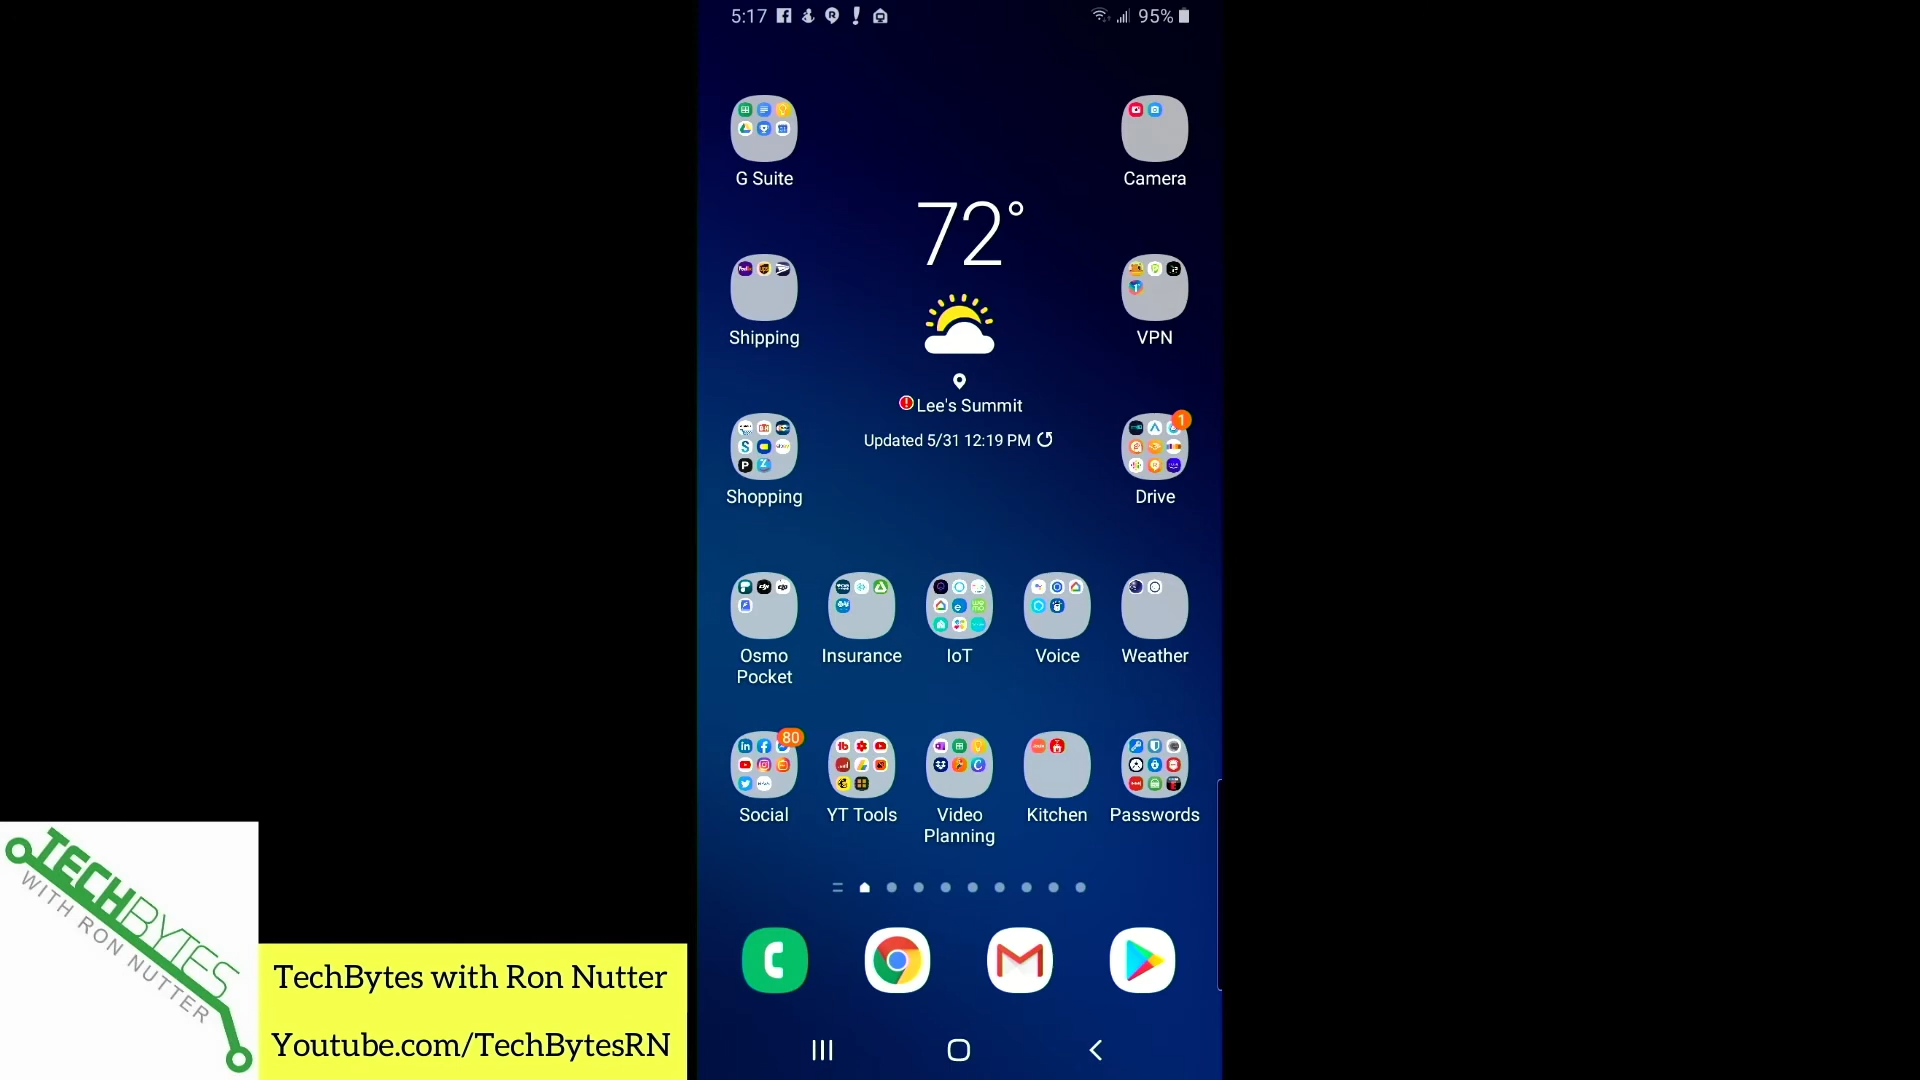 5:17
95%
G Suite
Camera
72°
Shipping
VPN
Lee's Summit
Updated 5/31 12:19 PM
1
Shopping
Drive
Osmo
Pocket
Insurance
IoT
Voice
Weather
80
Social
YT Tools
Video
Planning
Kitchen
Passwords
TECHBYTES
WITH RON NUTTER
TechBytes with Ron Nutter
Youtube.com/TechBytesRN